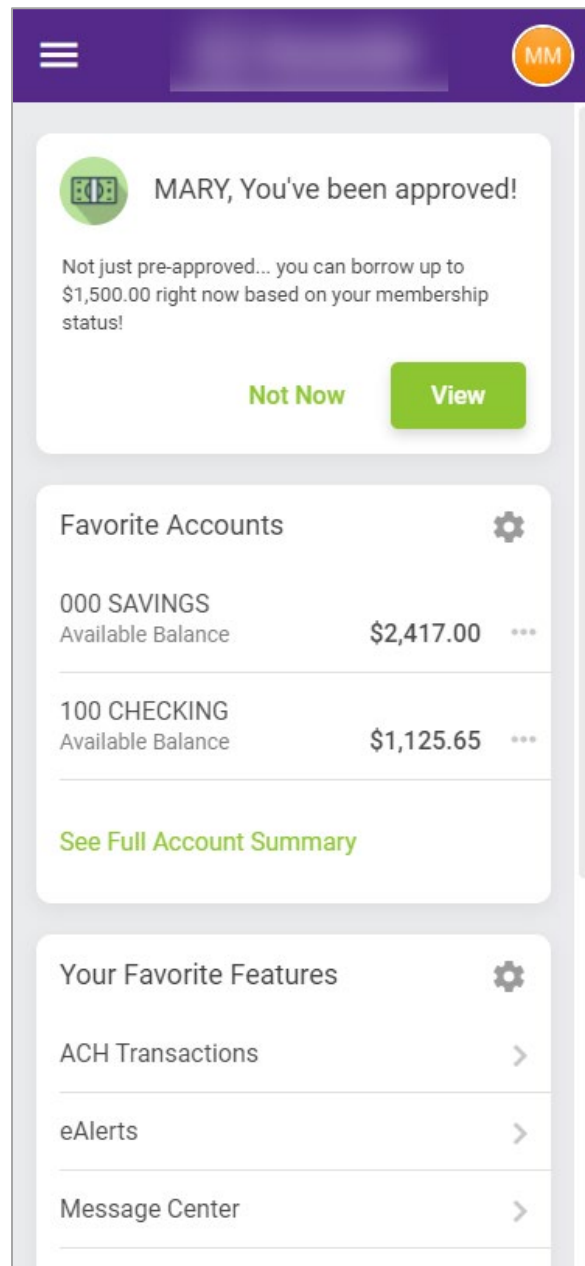 MM
MARY, You've been approved!
Not just pre-approved... you can borrow up to
$1,500.00 right now based on your membership
status!
Not Now View
Favorite Accounts
000 SAVINGS
Available Balance $2,417.00
100 CHECKING
Available Balance $1,125.65
See Full Account Summary
Your Favorite Features
ACH Transactions
eAlerts
Message Center